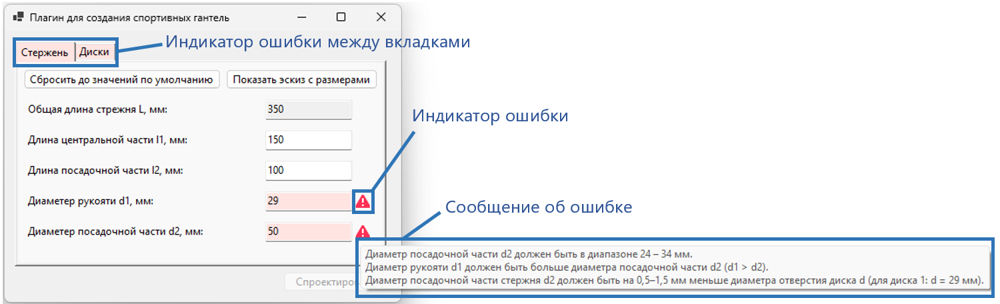 Плагин для создания спортивных гантель
Индикатор ошибки между вкладками
Стержень Диски
Сбросить до значений по умолчанию Показать эскиз с размерами
Общая длина стрежня L, мм: 350
Индикатор ошибки
Длина центральной части l1, мм: 150
Длина посадочной части l2, мм: 100
Диаметер рукояти d1, мм: 29
Сообщение об ошибке
Диаметер посадочной части d2, мм: 50
Диаметр посадочной части d2 должен быть в диапазоне 24 – 34 мм.
Диаметр рукояти d1 должен быть больше диаметра посадочной части d2 (d1 > d2).
Диаметр посадочной части стержня d2 должен быть на 0,5–1,5 мм меньше диаметра отверстия диска d (для диска 1: d = 29 мм).
Спроектиров